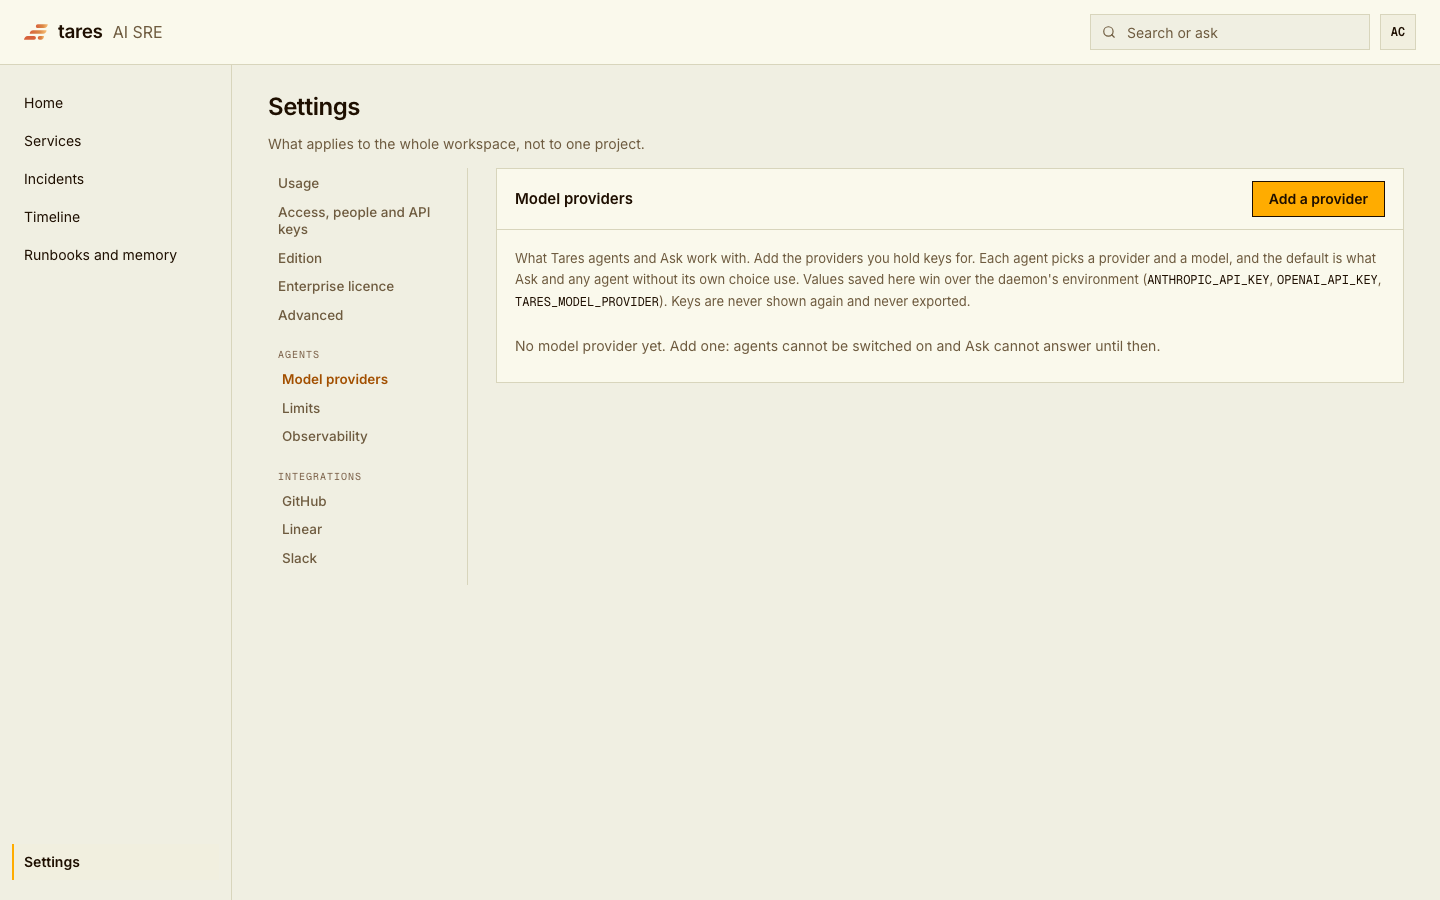 tares AI SRE
Search or ask
AC
Home
Services
Incidents
Timeline
Runbooks and memory
Settings
Settings
What applies to the whole workspace, not to one project.
Usage
Access, people and API
keys
Edition
Enterprise licence
Advanced
AGENTS
Model providers
Limits
Observability
INTEGRATIONS
GitHub
Linear
Slack
Model providers
Add a provider
What Tares agents and Ask work with. Add the providers you hold keys for. Each agent picks a provider and a model, and the default is what
Ask and any agent without its own choice use. Values saved here win over the daemon's environment (ANTHROPIC_API_KEY, OPENAI_API_KEY,
TARES_MODEL_PROVIDER). Keys are never shown again and never exported.
No model provider yet. Add one: agents cannot be switched on and Ask cannot answer until then.